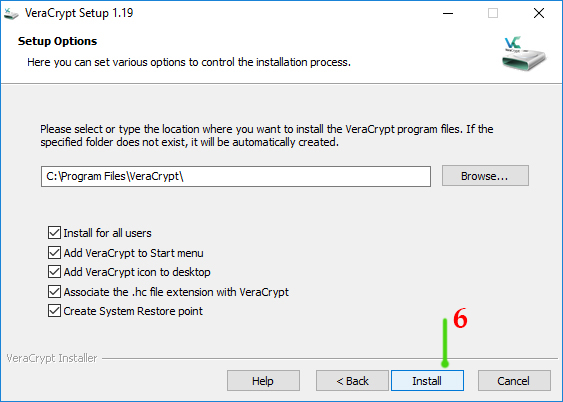 VeraCrypt Setup 1.19
Setup Options
Here you can set various options to control the installation process.
VC
Please select or type the location where you want to install the VeraCrypt program files. If the
specified folder does not exist, it will be automatically created.
C:\Program Files\VeraCrypt\
Browse...
Install for all users
Add VeraCrypt to Start menu
Add VeraCrypt icon to desktop
Associate the .hc file extension with VeraCrypt
Create System Restore point
6
VeraCrypt Installer
Help
< Back
Install
Cancel